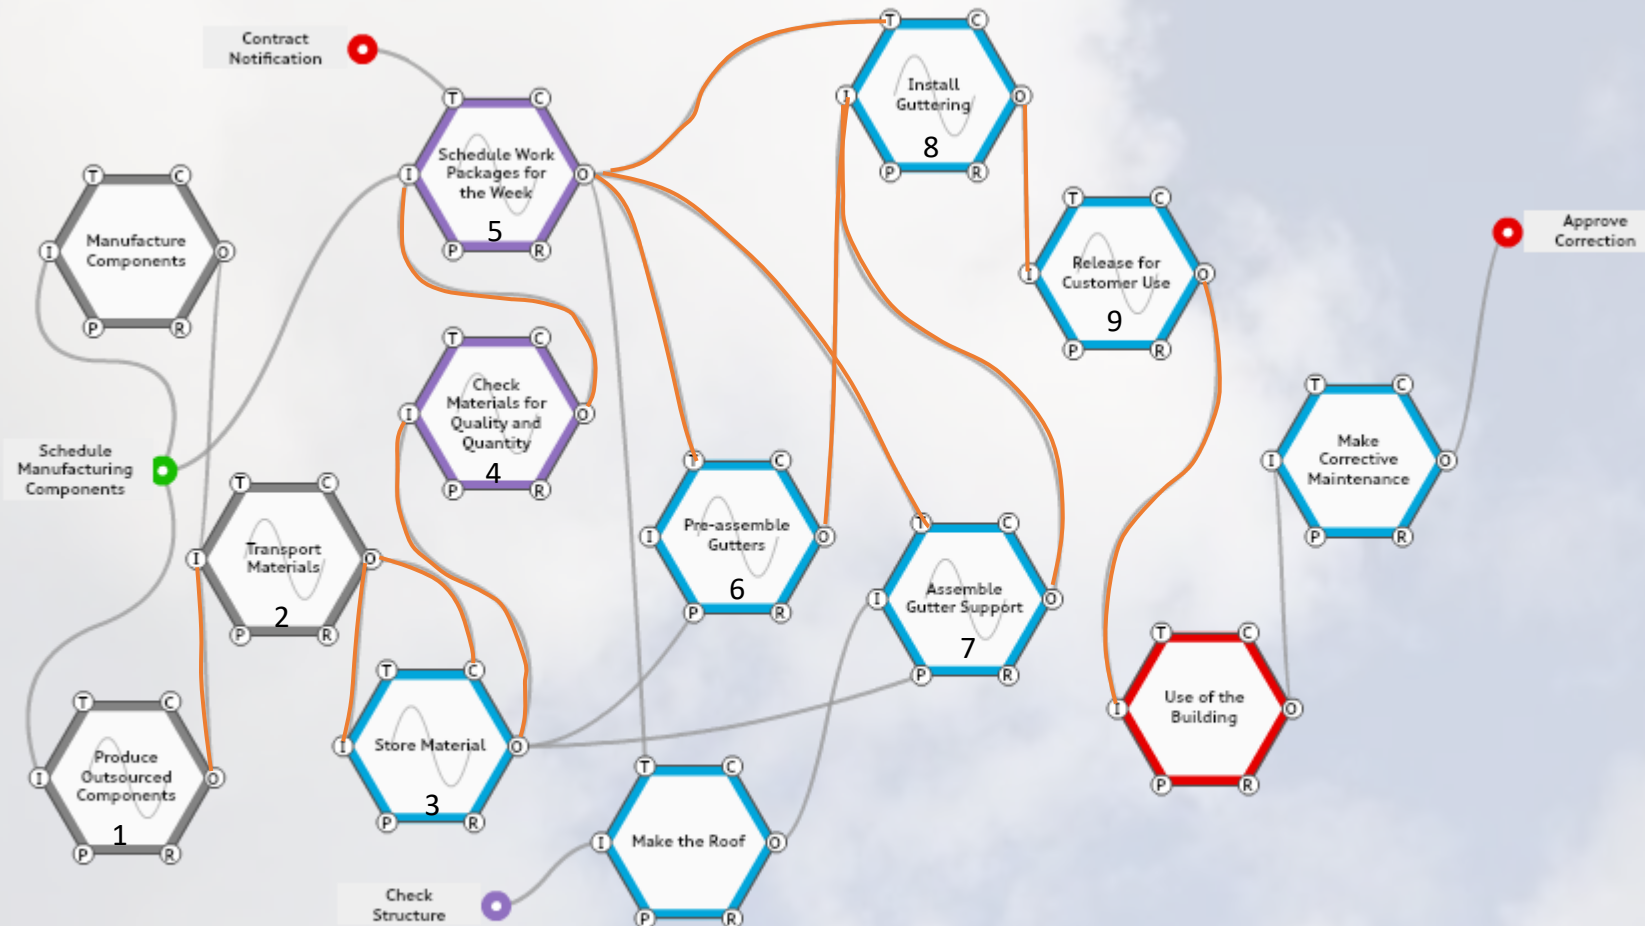 Contract
Notification
T
C
Schedule Work
Packages for
the Week
I
O
5
P
R
T
C
Install
Guttering
I
O
8
P
R
T
C
Manufacture
Components
I
O
P
R
T
C
Release for
Customer Use
I
O
9
P
R
Approve
Correction
T
C
Check
Materials for
Quality and
Quantity
I
O
4
P
R
Schedule
Manufacturing
Components
T
C
Transport
Materials
I
O
2
P
R
T
C
Pre-assemble
Gutters
I
O
6
P
R
T
C
Assemble
Gutter Support
I
O
7
P
R
T
C
Make
Corrective
Maintenance
I
O
P
R
T
C
Produce
Outsourced
Components
I
O
1
P
R
T
C
Store Material
I
O
3
P
R
T
C
Make the Roof
I
O
P
R
T
C
Use of the
Building
I
O
P
R
Check
Structure